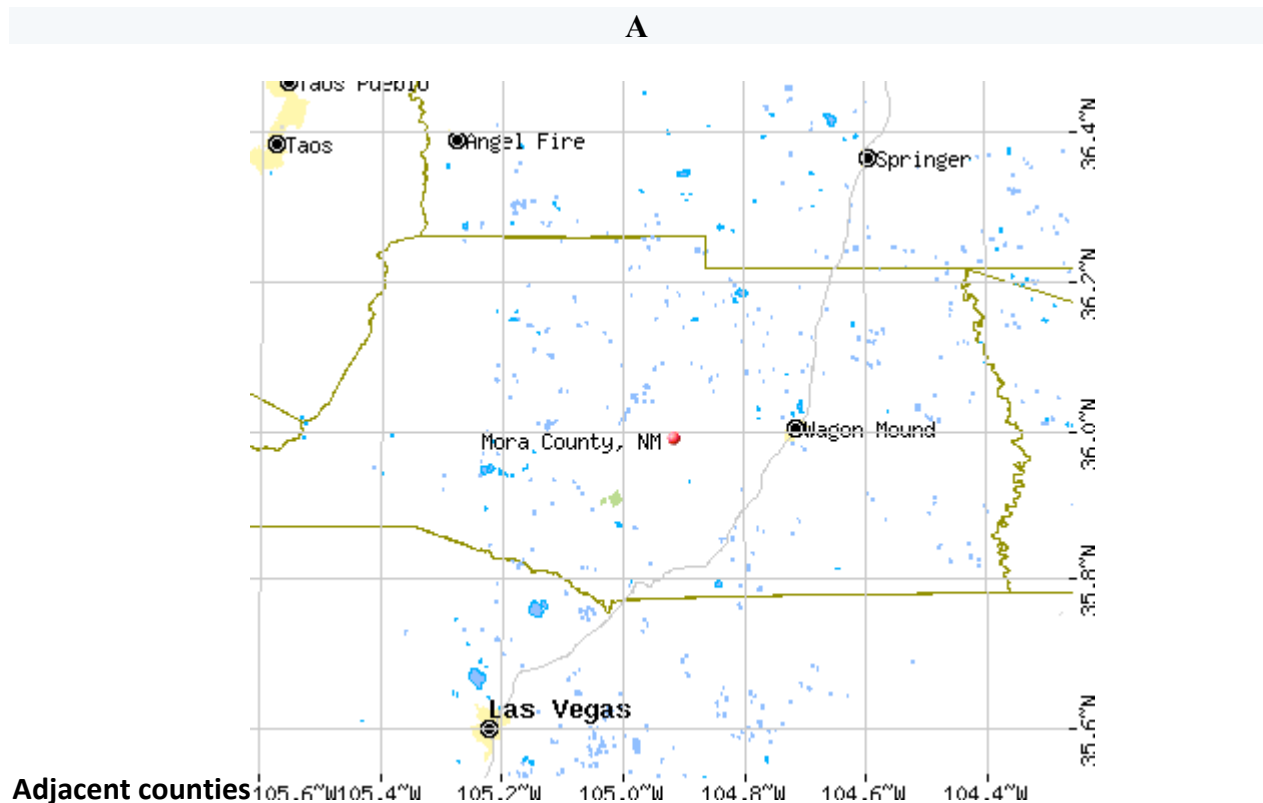 A
Taos Pueblo
Taos
Angel Fire
Springer
36.4°N
36.2°N
Mora County, NM
Wagon Mound
36.0°N
35.8°N
Las Vegas
35.6°N
Adjacent counties
105.6°W 105.4°W 105.2°W 105.0°W 104.8°W 104.6°W 104.4°W